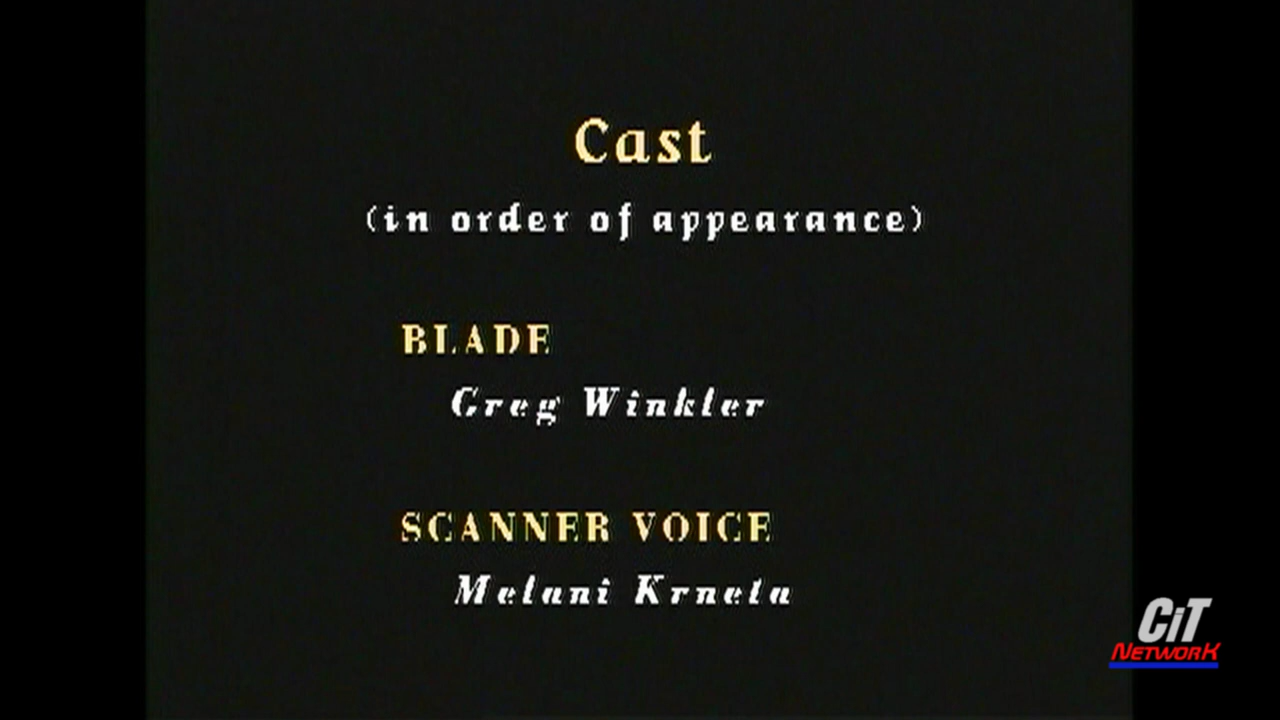 Cast
(in order of appearance)
BLADE
Greg Winkler
SCANNER VOICE
Melani Krneta
CiT
NETWORK